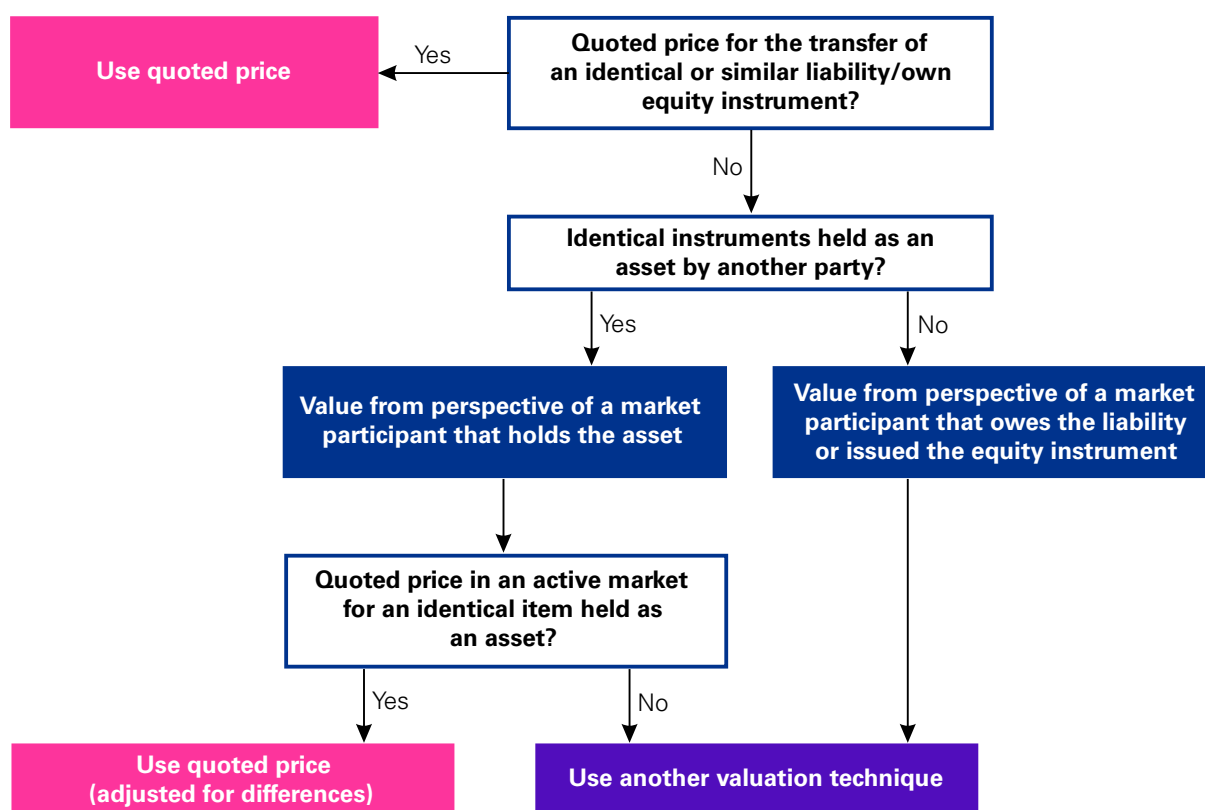 Quoted price for the transfer of
an identical or similar liability/own
equity instrument?
Yes
Use quoted price
No
Identical instruments held as an
asset by another party?
Yes
No
Value from perspective of a market
participant that holds the asset
Value from perspective of a market
participant that owes the liability
or issued the equity instrument
Quoted price in an active market
for an identical item held as
an asset?
Yes
No
Use quoted price
(adjusted for differences)
Use another valuation technique